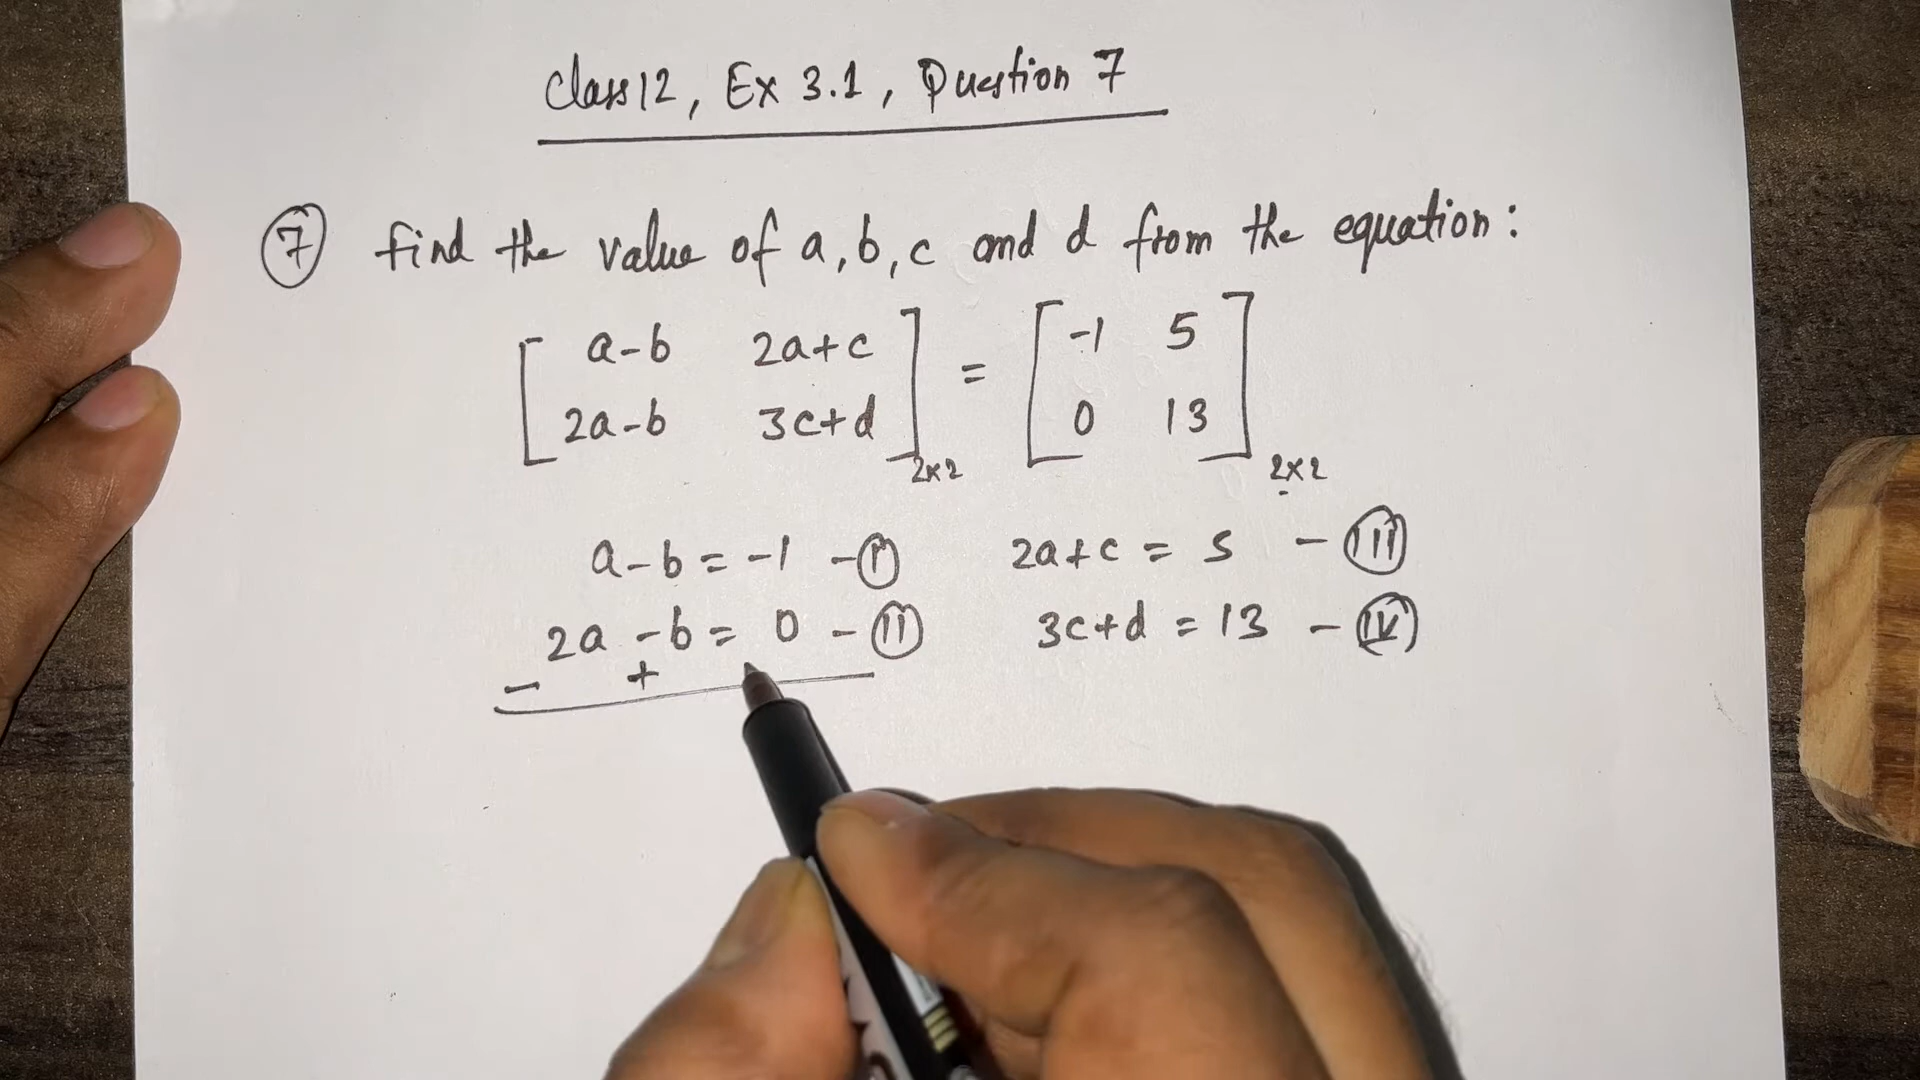 Class 12, Ex 3.1, Question 7
7 find the value of a, b, c and d from the equation:
[ a-b 2a+c ] = [ -1 5 ]
[ 2a-b 3c+d ]2x2 [ 0 13 ]2x2
a-b = -1 - I 2a+c = 5 - III
2a - b = 0 - II 3c+d = 13 - IV
- +